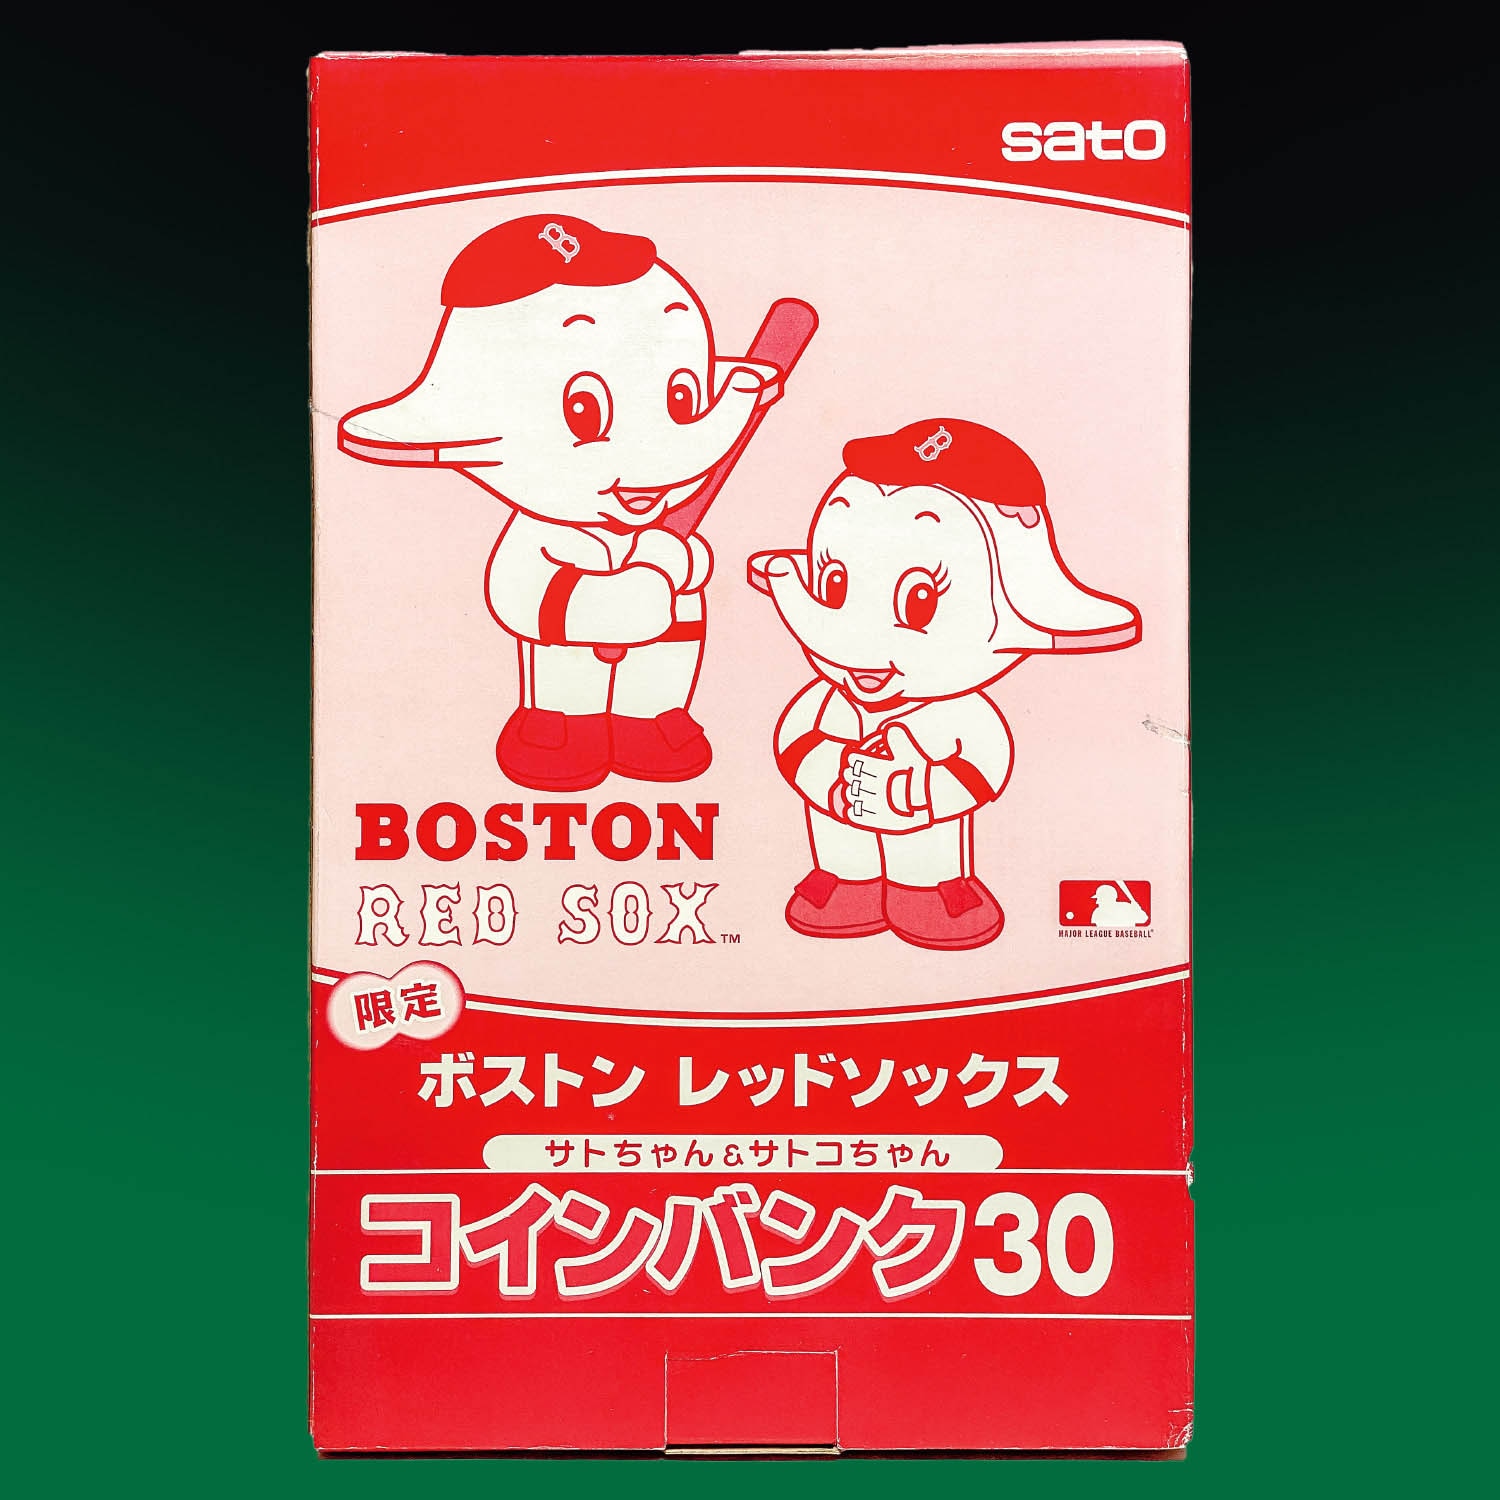 sato
B
B
BOSTON
RED SOX™
MAJOR LEAGUE BASEBALL®
限定
ボストン レッドソックス
サトちゃん&サトコちゃん
コインバンク30